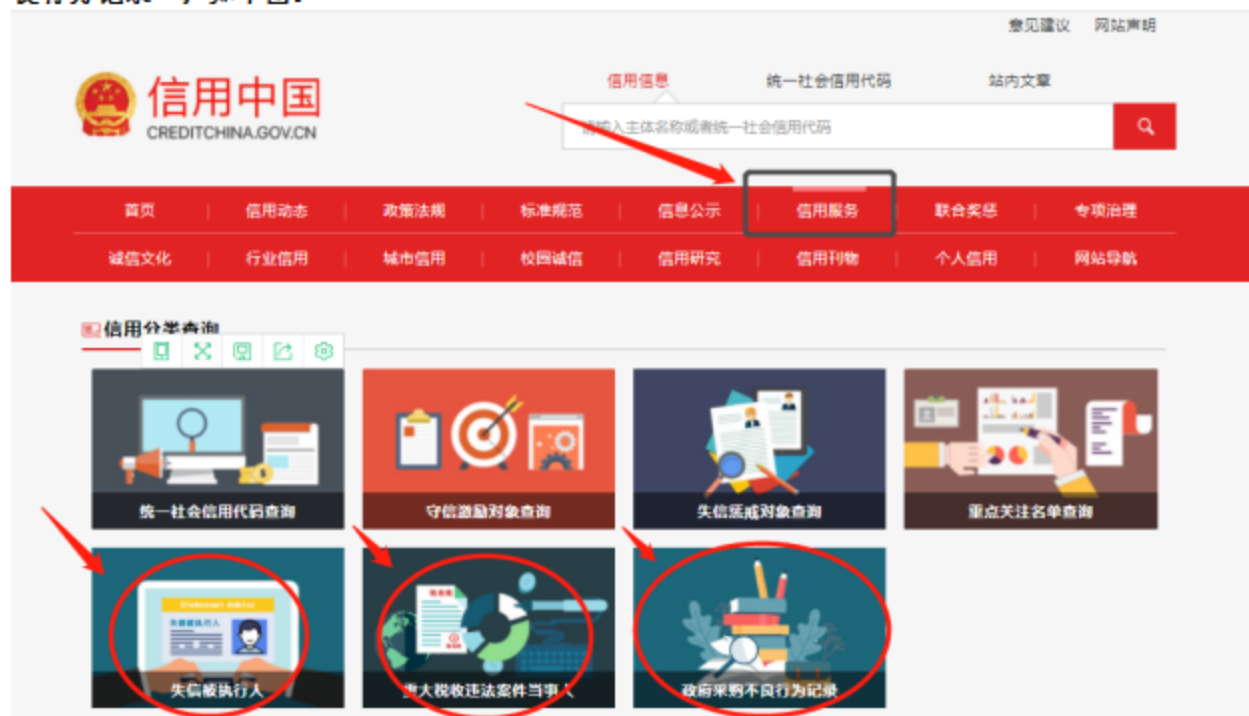 意见建议 网站声明
信用中国
CREDITCHINA.GOV.CN
信用信息 统一社会信用代码 站内文章
请输入主体名称或者统一社会信用代码
首页 信用动态 政策法规 标准规范 信息公示 信用服务 联合奖惩 专项治理
诚信文化 行业信用 城市信用 校园诚信 信用研究 信用刊物 个人信用 网站导航
信用分类查询
统一社会信用代码查询 守信激励对象查询 失信惩戒对象查询 重点关注名单查询
失信被执行人
失信被执行人 重大税收违法案件当事人 政府采购不良行为记录